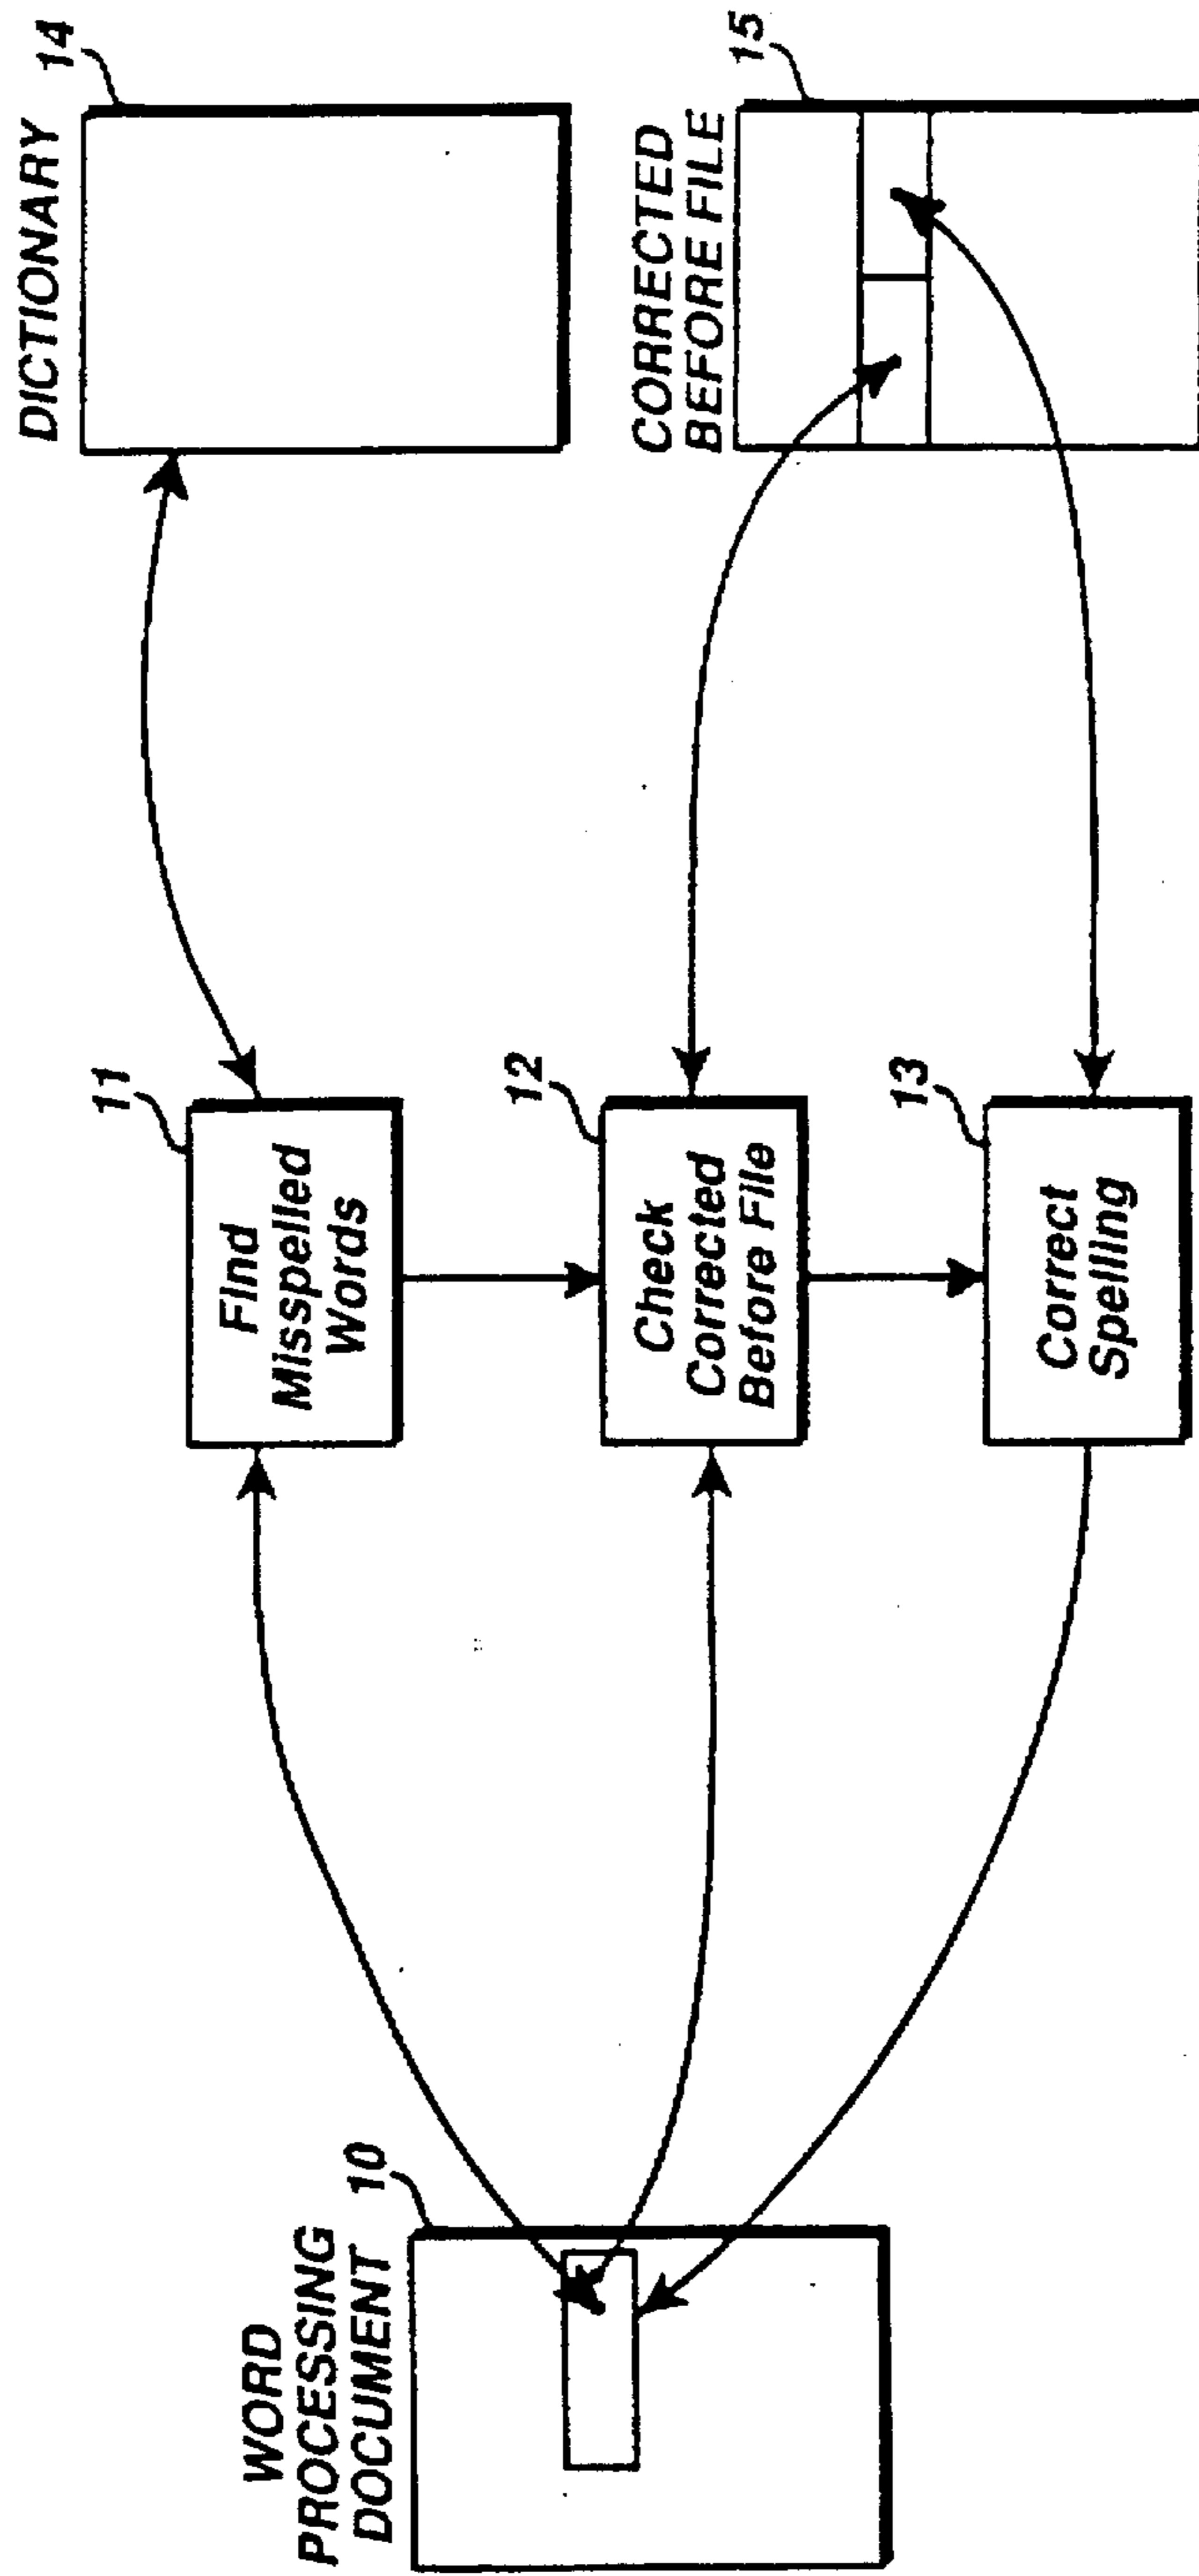 WORD
PROCESSING
DOCUMENT
10
11
Find
Misspelled
Words
12
Check
Corrected
Before File
13
Correct
Spelling
DICTIONARY
14
CORRECTED
BEFORE FILE
15